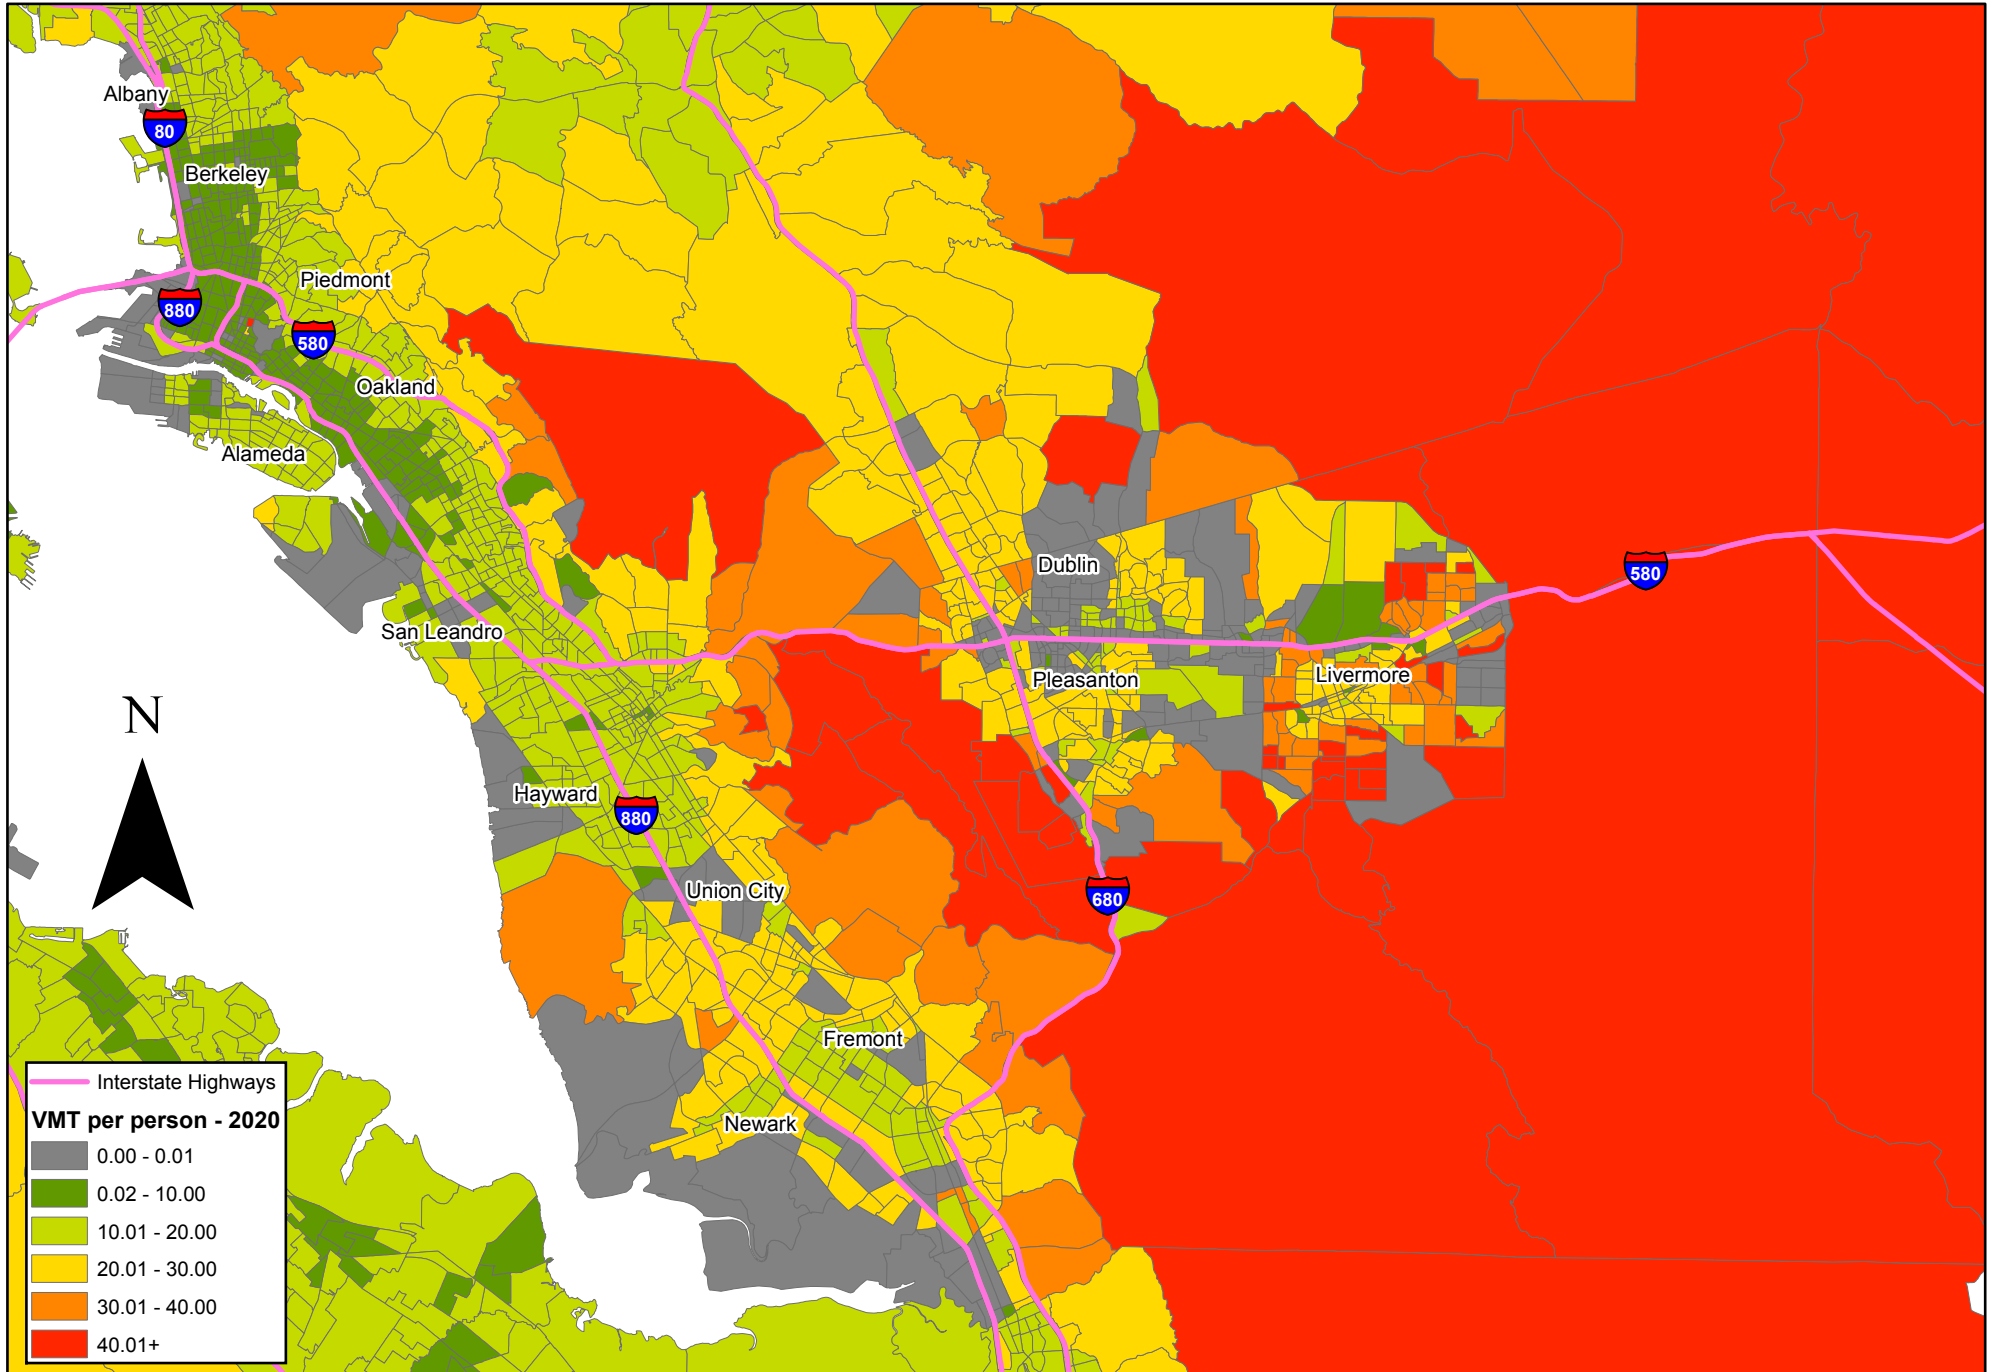 Albany
80
Berkeley
Piedmont
880
580
Oakland
Alameda
Dublin
580
San Leandro
Pleasanton
Livermore
N
Hayward
880
Union City
680
Fremont
Newark
Interstate Highways
VMT per person - 2020
0.00 - 0.01
0.02 - 10.00
10.01 - 20.00
20.01 - 30.00
30.01 - 40.00
40.01+